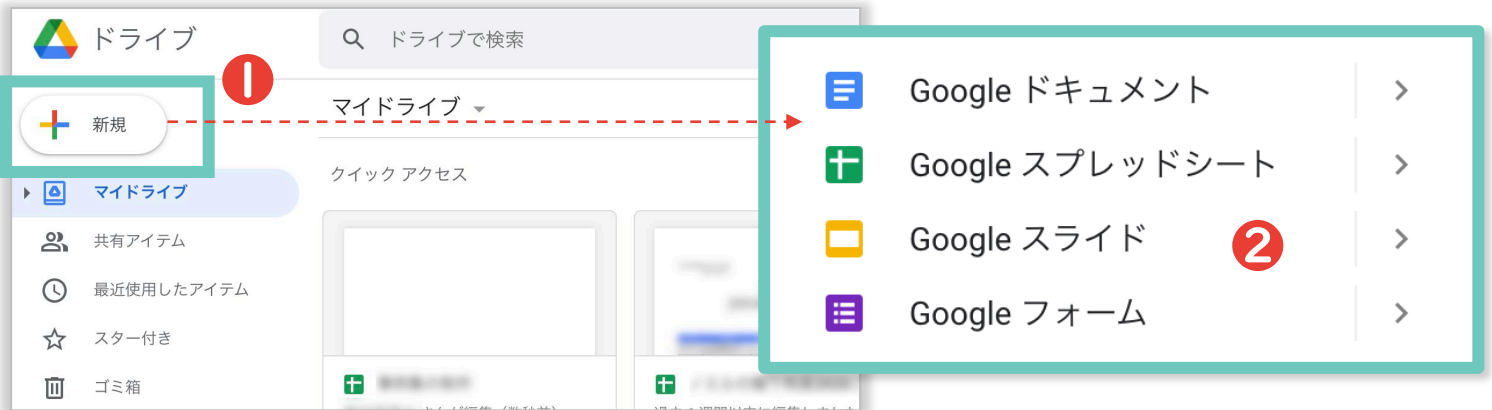 ドライブ
ドライブで検索
1
新規
マイドライブ
クイック アクセス
マイドライブ
共有アイテム
最近使用したアイテム
スター付き
ゴミ箱
Google ドキュメント
Google スプレッドシート
Google スライド
2
Google フォーム